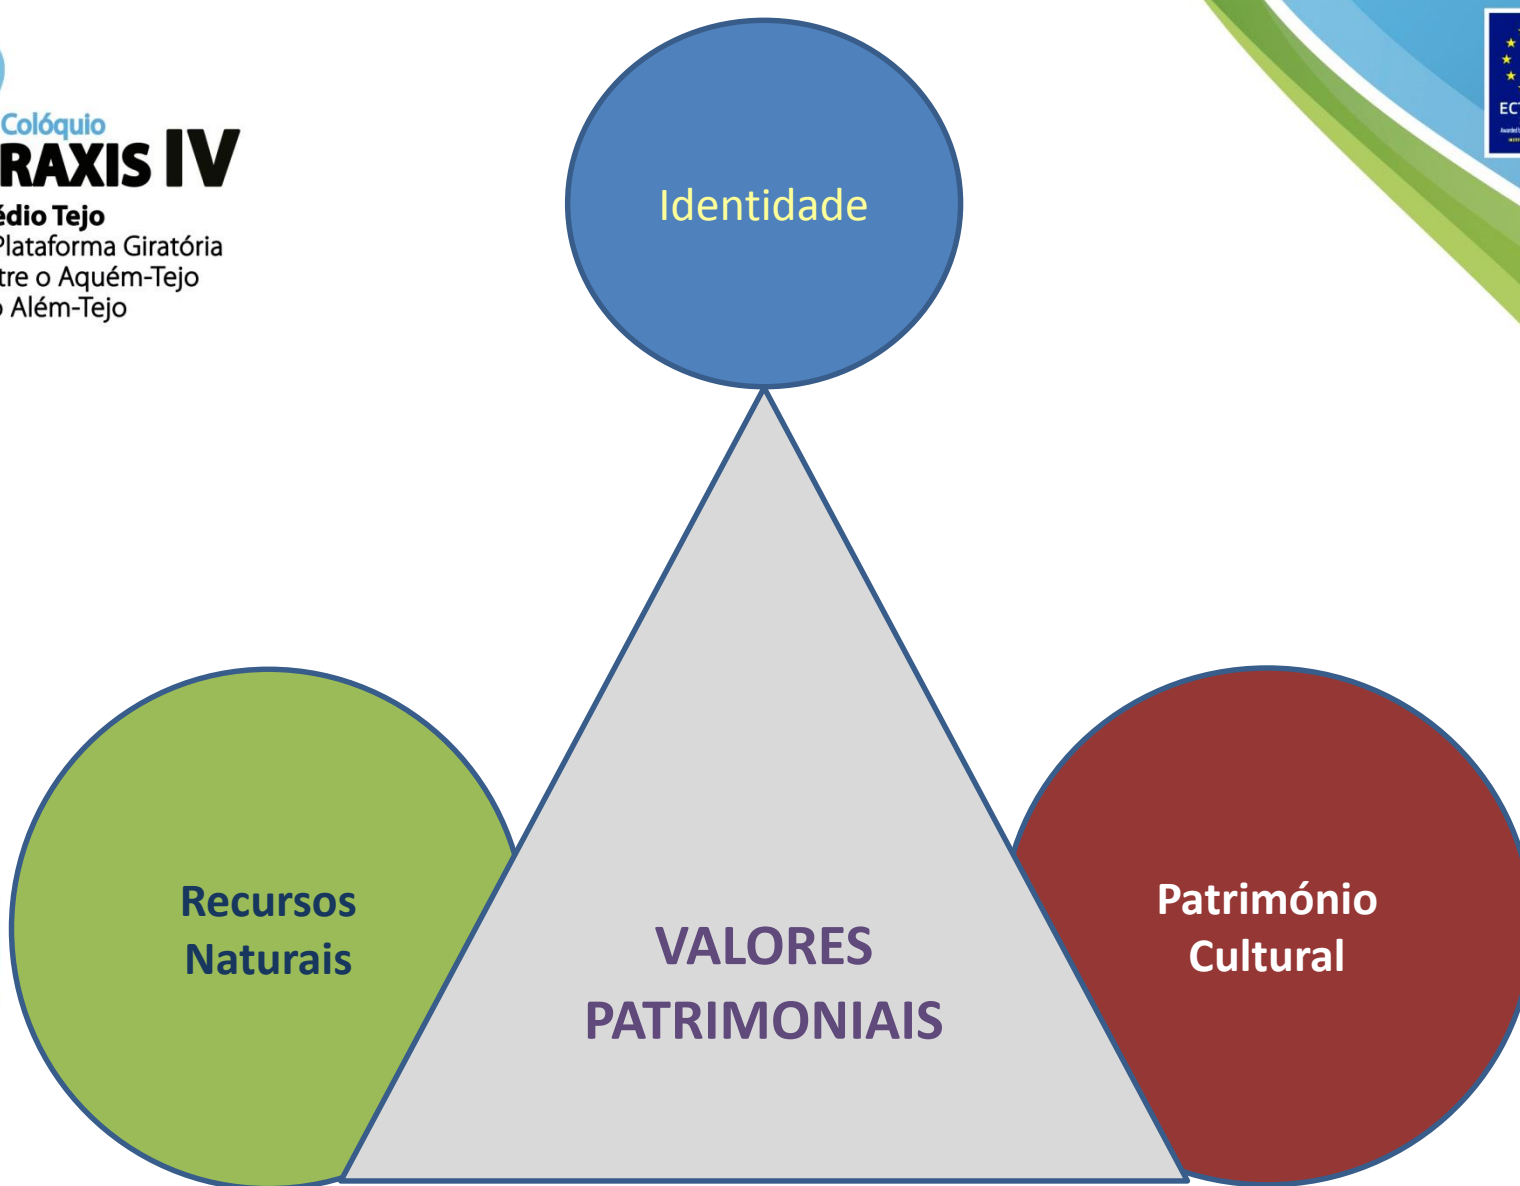 Colóquio
RAXIS IV
édio Tejo
Plataforma Giratória
tre o Aquém-Tejo
o Além-Tejo
ECT
Identidade
Recursos
Naturais
VALORES
PATRIMONIAIS
Património
Cultural